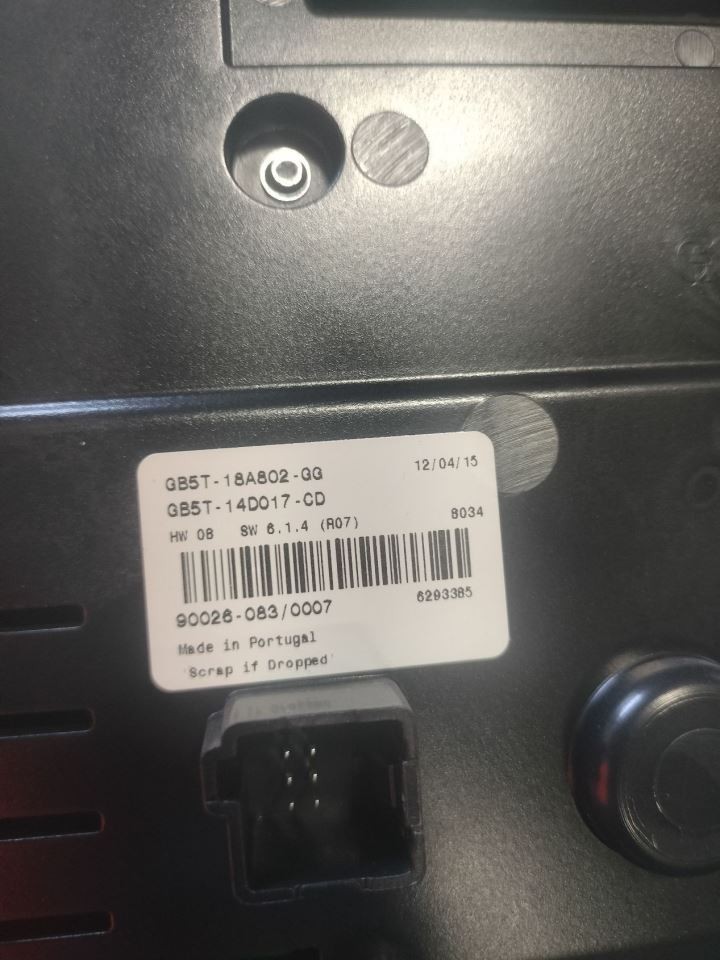 GB5T-18A802-GG
12/04/15
GB5T-14D017-CD
HW 08 SW 6.1.4 (R07)
8034
90026-083/0007
6293385
Made in Portugal
'Scrap if Dropped'